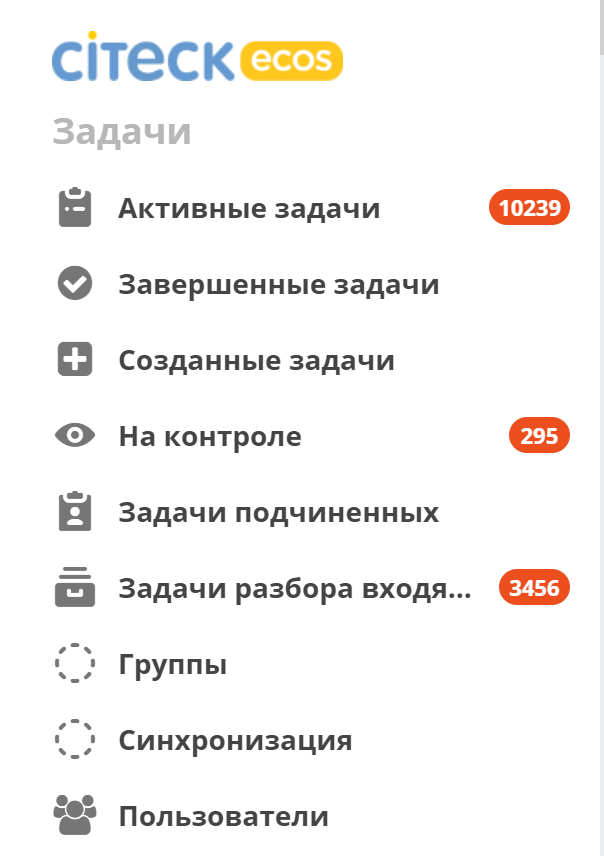 citeck ecos
Задачи
Активные задачи 10239
Завершенные задачи
Созданные задачи
На контроле 295
Задачи подчиненных
Задачи разбора входя... 3456
Группы
Синхронизация
Пользователи